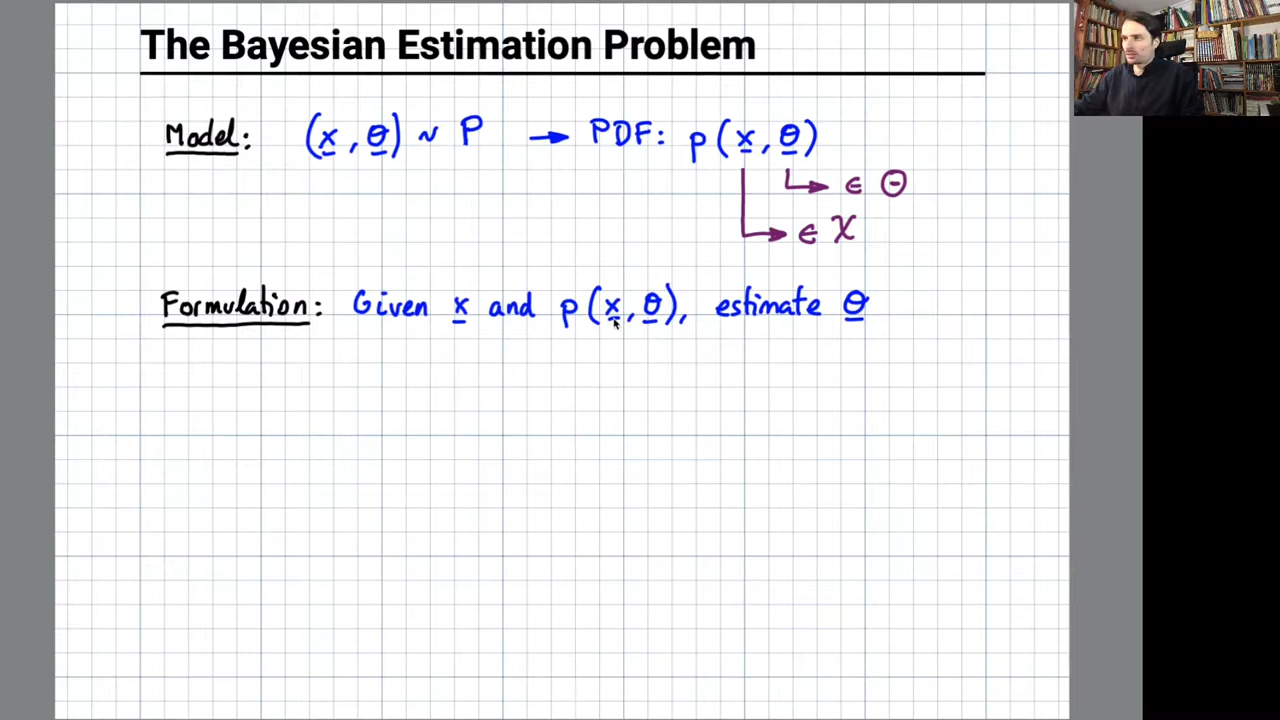 The Bayesian Estimation Problem
Model: (x, θ) ~ P → PDF: p(x, θ)
∈ Θ
∈ X
Formulation: Given x and p(x, θ), estimate θ